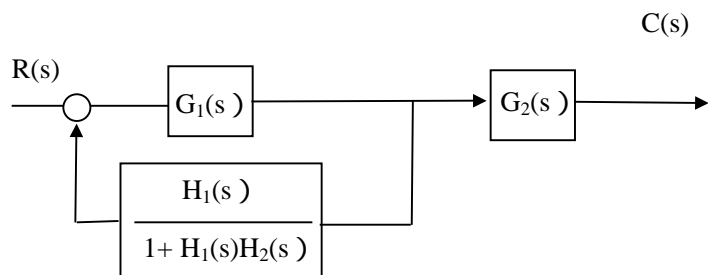 C(s)
R(s)
G₁(s）
G₂(s）
H₁(s）
1+ H₁(s)H₂(s）